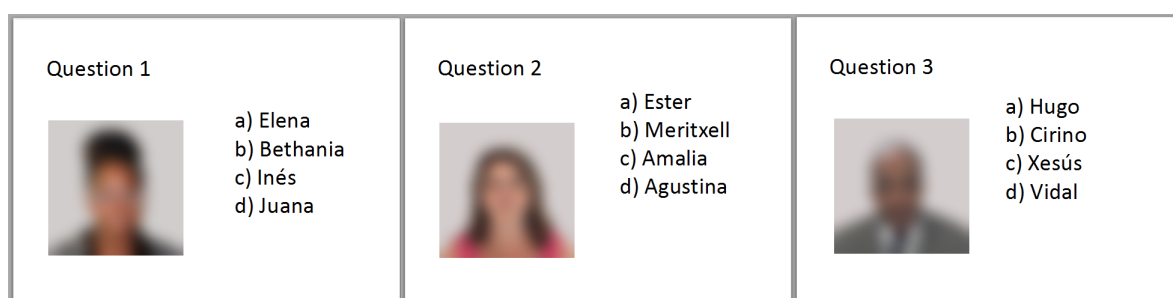 Question 1
a) Elena
b) Bethania
c) Inés
d) Juana
Question 2
a) Ester
b) Meritxell
c) Amalia
d) Agustina
Question 3
a) Hugo
b) Cirino
c) Xesús
d) Vidal